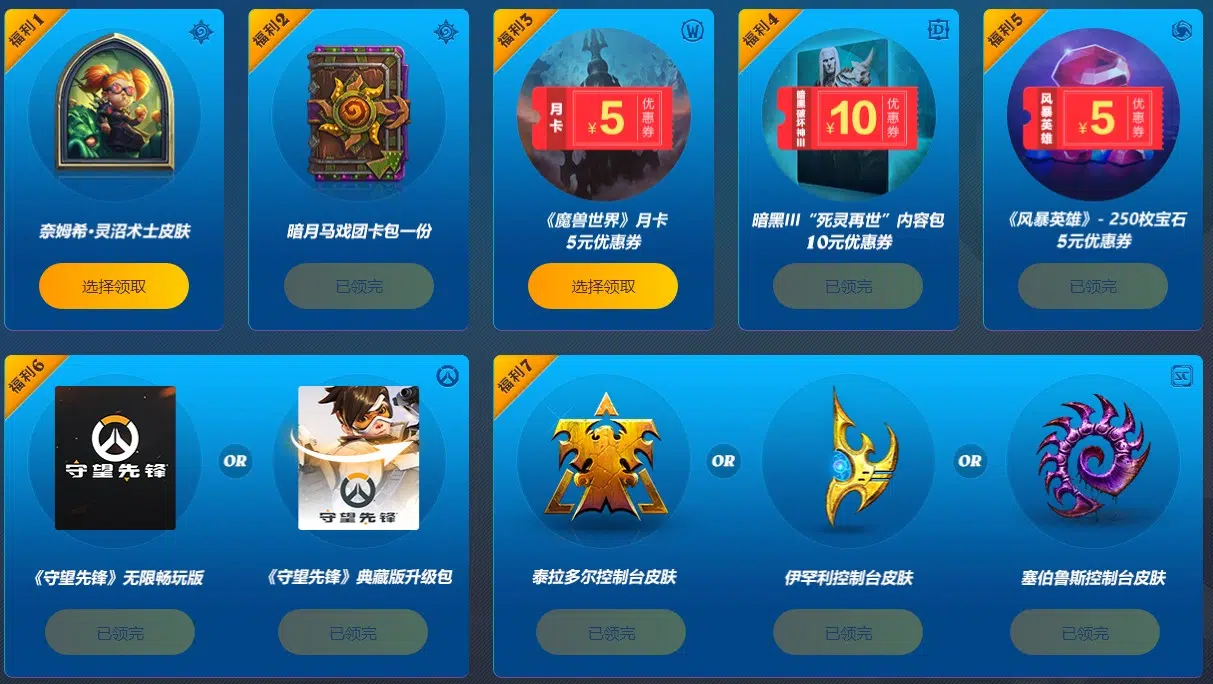 福利1
奈姆希·灵沼术士皮肤
选择领取
福利2
暗月马戏团卡包一份
已领完
福利3
W
月卡
¥5
优惠券
《魔兽世界》月卡
5元优惠券
选择领取
福利4
D
暗黑破坏神III
¥10
优惠券
暗黑III“死灵再世”内容包
10元优惠券
已领完
福利5
风暴英雄
¥5
优惠券
《风暴英雄》- 250枚宝石
5元优惠券
已领完
福利6
守望先锋
《守望先锋》无限畅玩版
已领完
OR
守望先锋
《守望先锋》典藏版升级包
已领完
福利7
SC
泰拉多尔控制台皮肤
已领完
OR
伊罕利控制台皮肤
已领完
OR
塞伯鲁斯控制台皮肤
已领完